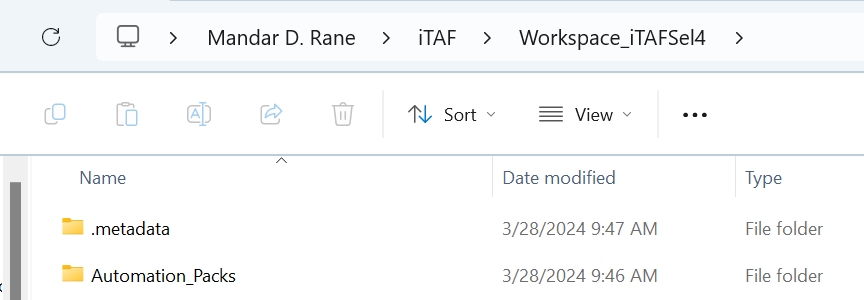 Mandar D. Rane > iTAF > Workspace_iTAFSel4 >
Sort View
Name Date modified Type
.metadata 3/28/2024 9:47 AM File folder
Automation_Packs 3/28/2024 9:46 AM File folder